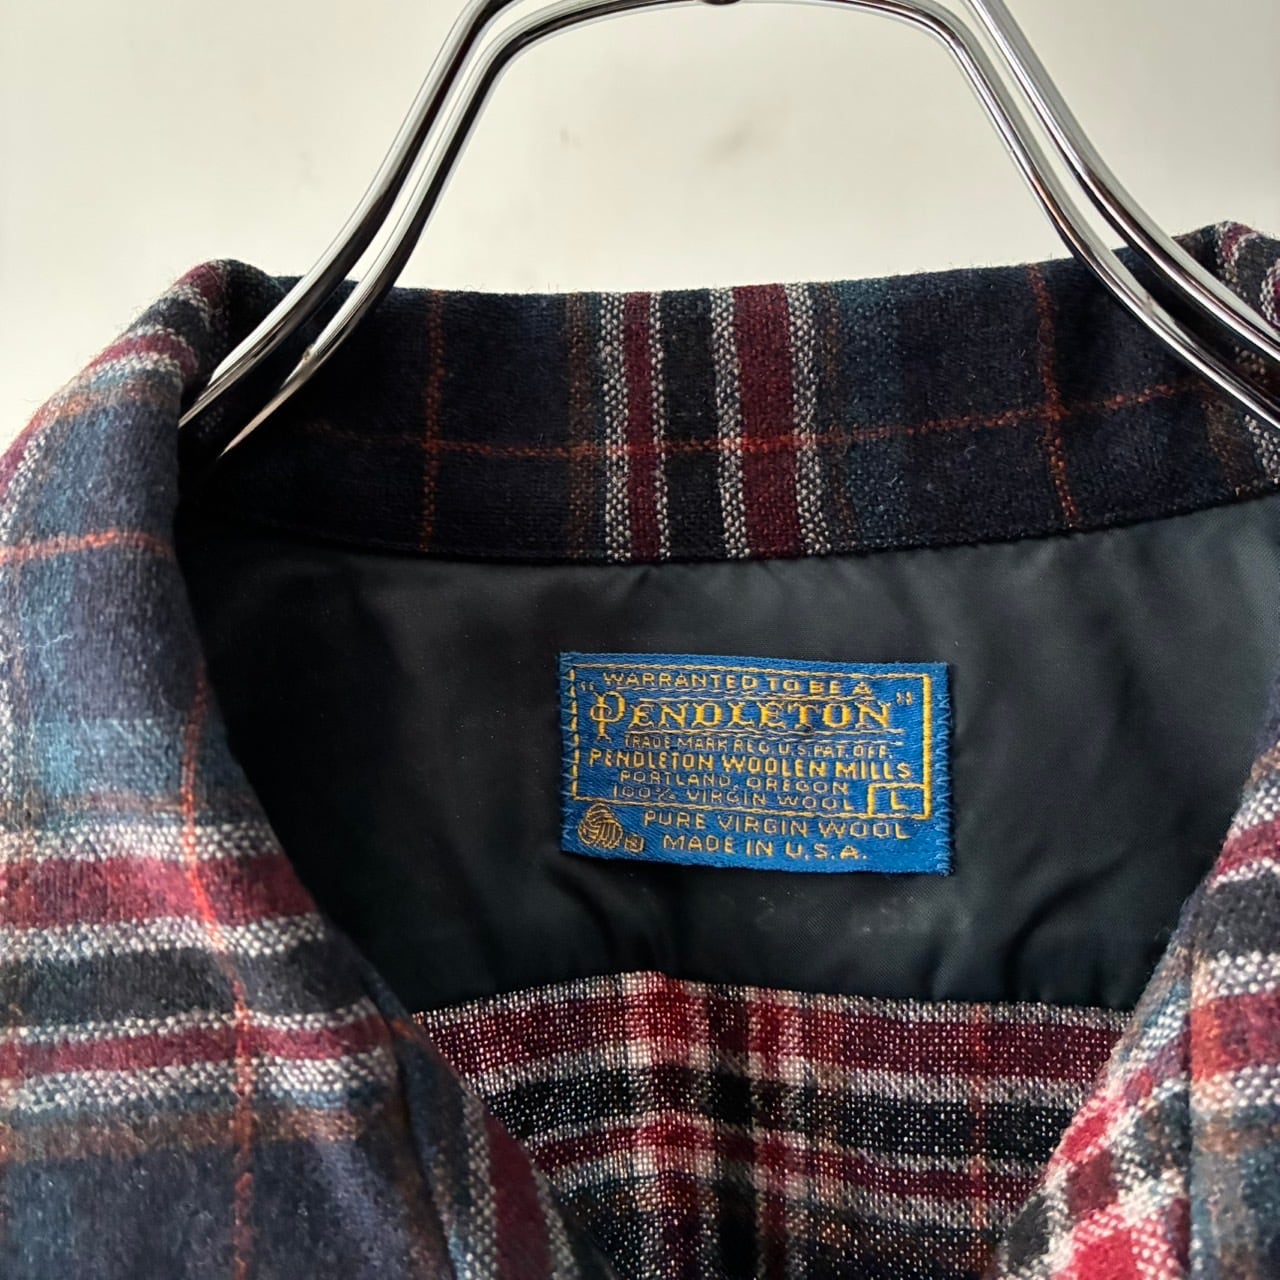 WARRANTED TO BE A
"PENDLETON"
TRADE MARK REG. U.S. PAT. OFF.
PENDLETON WOOLEN MILLS
PORTLAND, OREGON
100% VIRGIN WOOL L
PURE VIRGIN WOOL
MADE IN U.S.A.